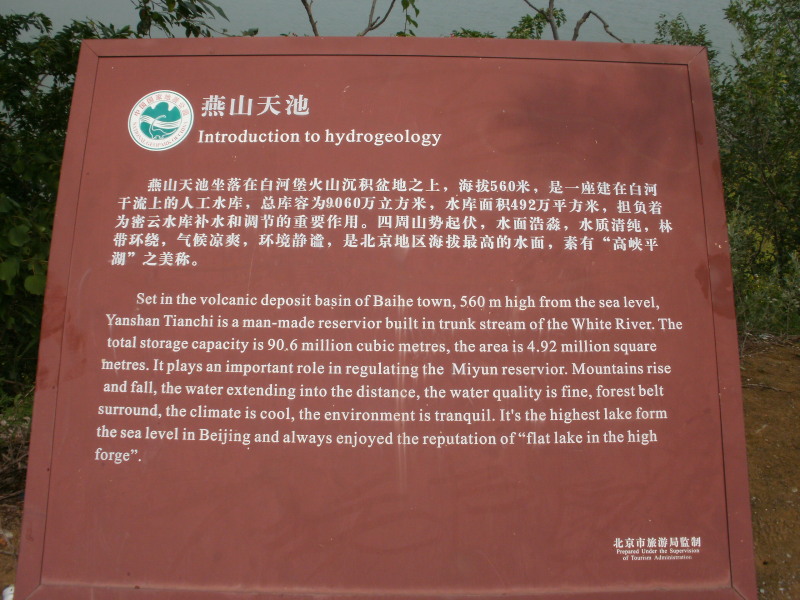 燕山天池
Introduction to hydrogeology
燕山天池坐落在白河堡火山沉积盆地之上，海拔560米，是一座建在白河
干流上的人工水库，总库容为9060万立方米，水库面积492万平方米，担负着
为密云水库补水和调节的重要作用。四周山势起伏，水面浩淼，水质清纯，林
带环绕，气候凉爽，环境静谧，是北京地区海拔最高的水面，素有“高峡平
湖”之美称。
Set in the volcanic deposit basin of Baihe town, 560 m high from the sea level,
Yanshan Tianchi is a man-made reservior built in trunk stream of the White River. The
total storage capacity is 90.6 million cubic metres, the area is 4.92 million square
metres. It plays an important role in regulating the Miyun reservior. Mountains rise
and fall, the water extending into the distance, the water quality is fine, forest belt
surround, the climate is cool, the environment is tranquil. It's the highest lake form
the sea level in Beijing and always enjoyed the reputation of “flat lake in the high
forge”.
北京市旅游局监制
Prepared Under the Supervision
of Tourism Administration